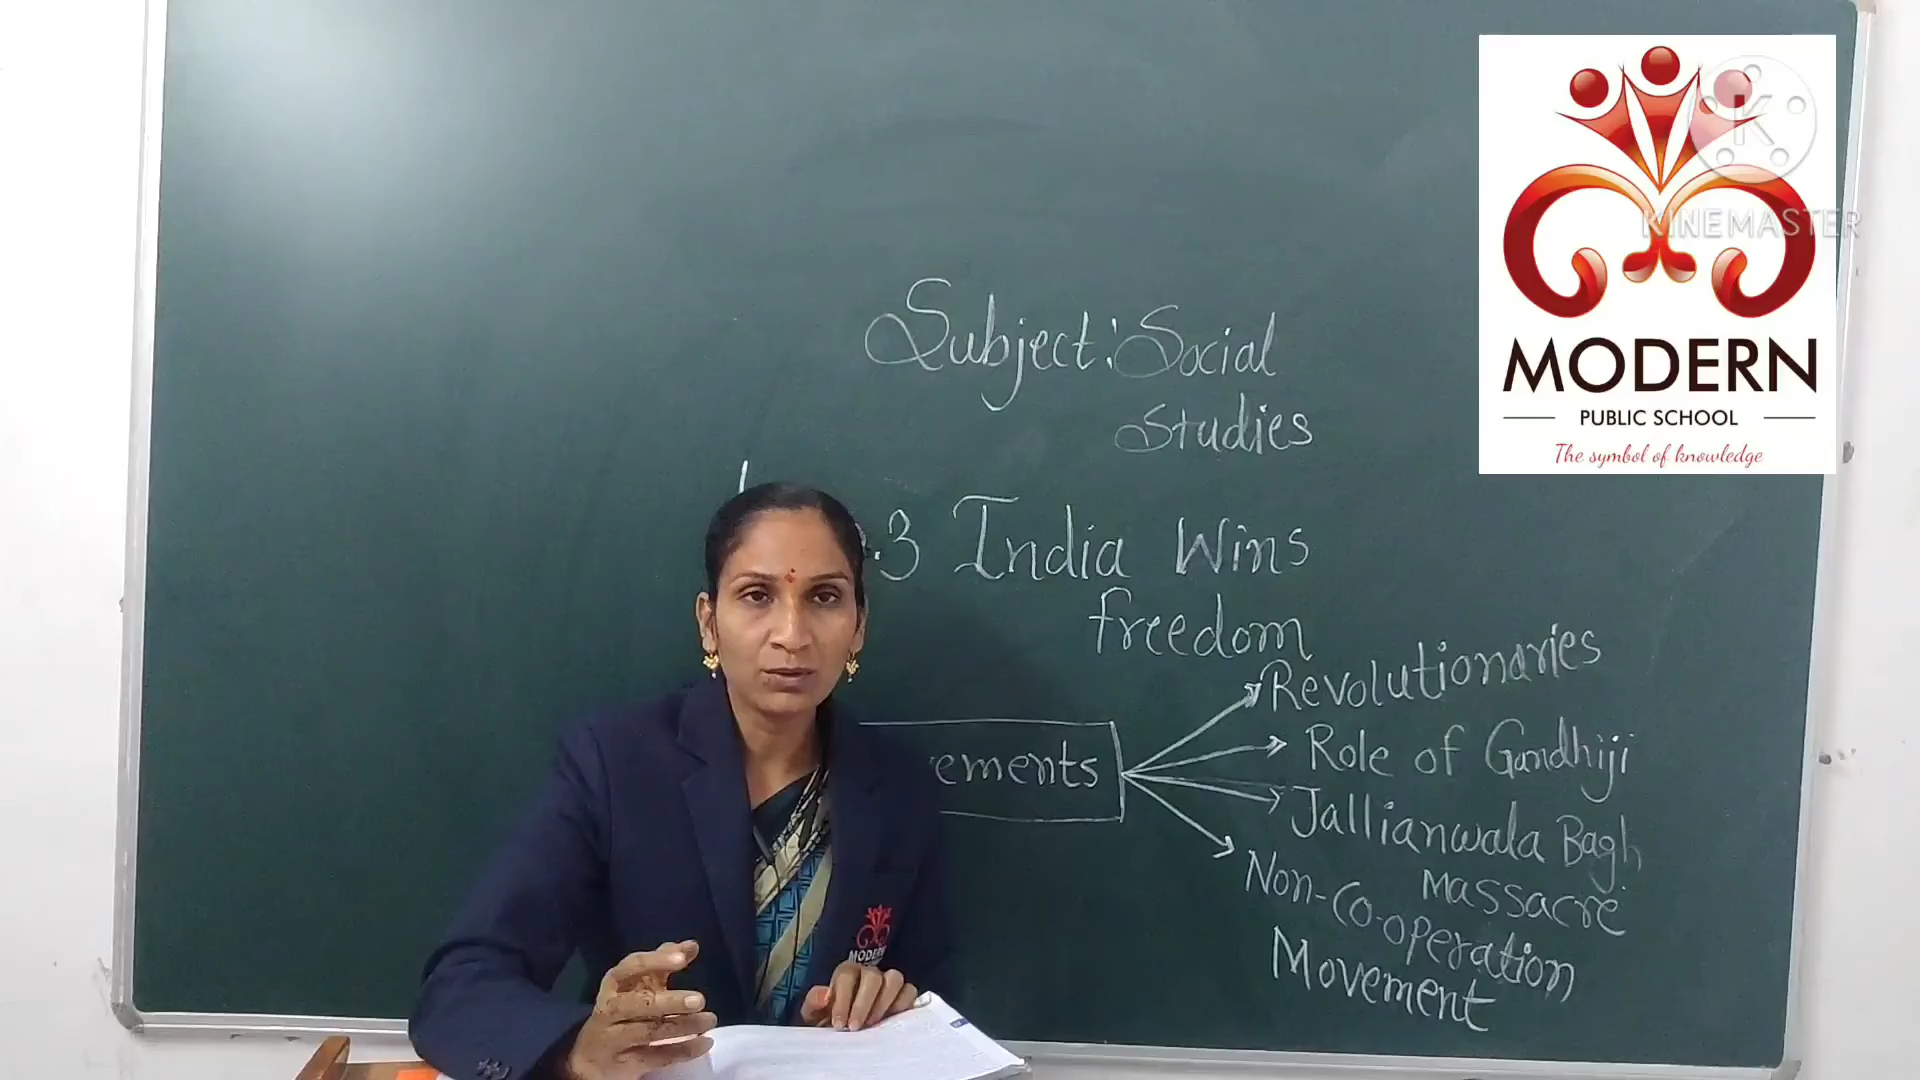 KINEMASTER
MODERN
PUBLIC SCHOOL
The symbol of knowledge
Subject: Social
Studies
.3 India Wins
freedom
ements
Revolutionaries
Role of Gandhiji
Jallianwala Bagh
Massacre
Non-Co-operation
Movement
MODERN